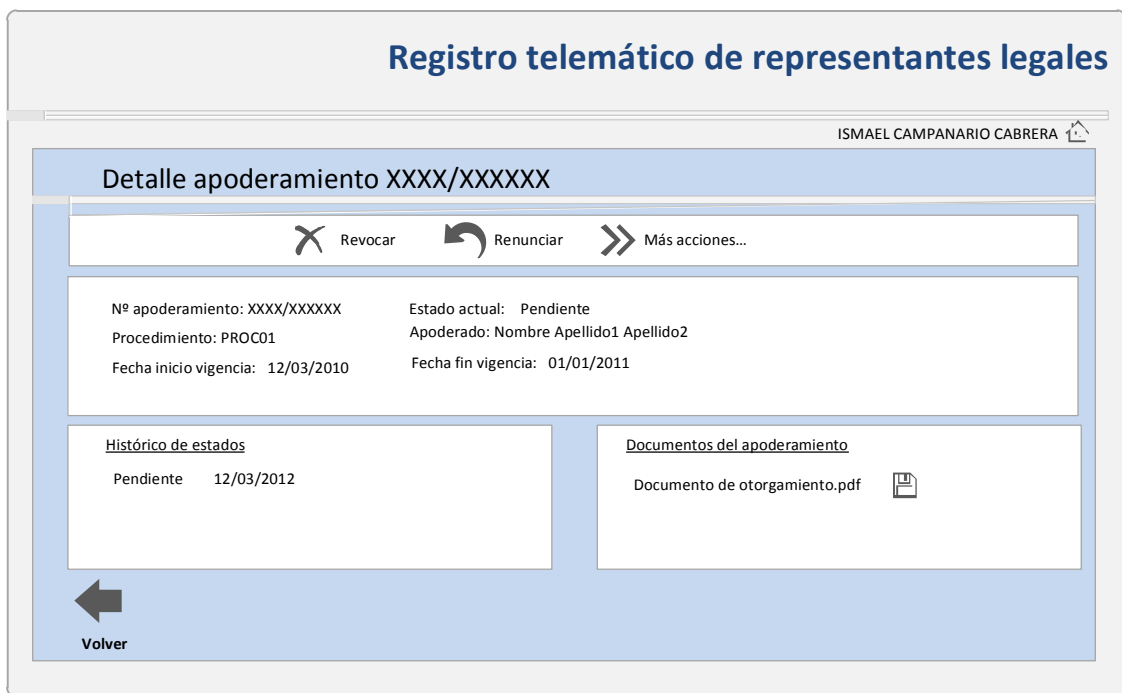 Registro telemático de representantes legales
ISMAEL CAMPANARIO CABRERA
Detalle apoderamiento XXXX/XXXXXX
Revocar Renunciar Más acciones...
Nº apoderamiento: XXXX/XXXXXX Estado actual: Pendiente
Procedimiento: PROC01 Apoderado: Nombre Apellido1 Apellido2
Fecha inicio vigencia: 12/03/2010 Fecha fin vigencia: 01/01/2011
Histórico de estados
Pendiente 12/03/2012
Documentos del apoderamiento
Documento de otorgamiento.pdf
Volver